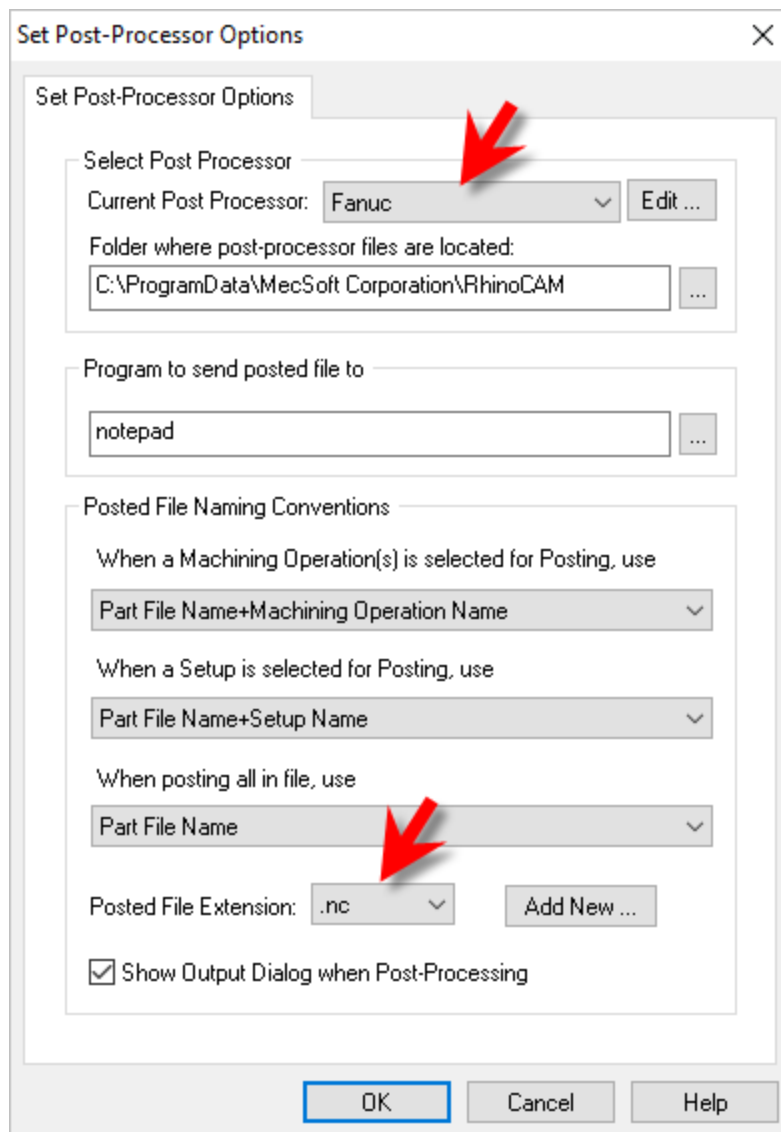 Set Post-Processor Options
Set Post-Processor Options
Select Post Processor
Current Post Processor: Fanuc Edit ...
Folder where post-processor files are located:
C:\ProgramData\MecSoft Corporation\RhinoCAM ...
Program to send posted file to
notepad ...
Posted File Naming Conventions
When a Machining Operation(s) is selected for Posting, use
Part File Name+Machining Operation Name
When a Setup is selected for Posting, use
Part File Name+Setup Name
When posting all in file, use
Part File Name
Posted File Extension: .nc Add New ...
Show Output Dialog when Post-Processing
OK Cancel Help